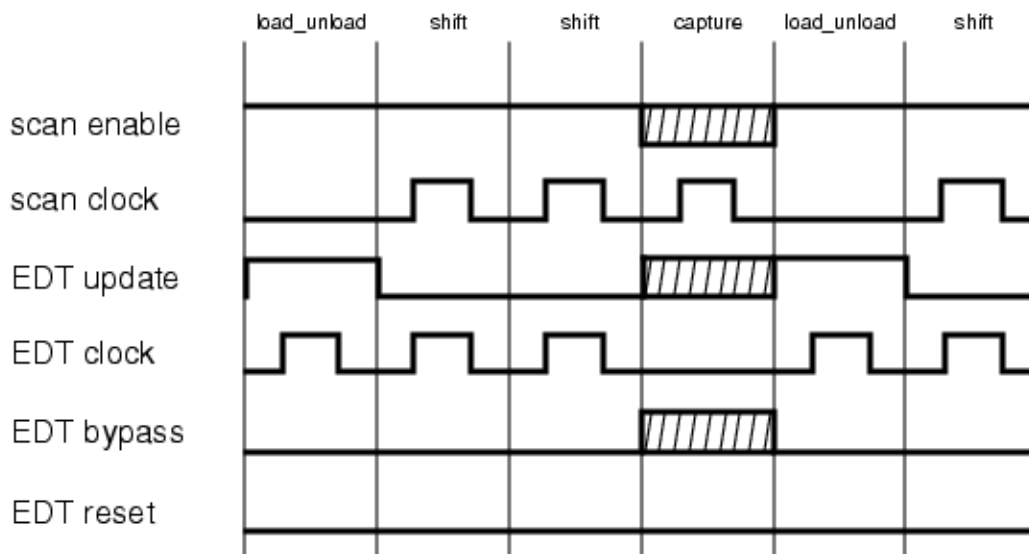 load_unload shift shift capture load_unload shift
scan enable
scan clock
EDT update
EDT clock
EDT bypass
EDT reset